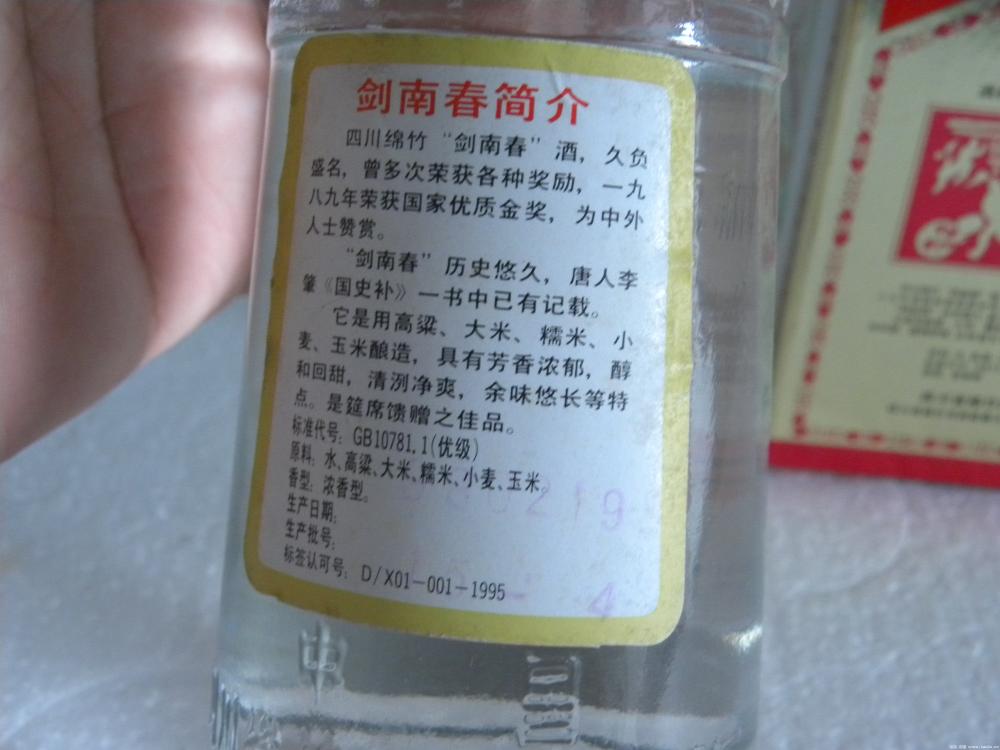 剑南春简介
四川绵竹“剑南春”酒，久负
盛名，曾多次荣获各种奖励，一九
八九年荣获国家优质金奖，为中外
人士赞赏。
“剑南春”历史悠久，唐人李
肇《国史补》一书中已有记载。
它是用高粱、大米、糯米、小
麦、玉米酿造，具有芳香浓郁，醇
和回甜，清洌净爽，余味悠长等特
点。是筵席馈赠之佳品。
标准代号：GB10781.1(优级)
原料：水、高粱、大米、糯米、小麦、玉米
香型：浓香型。
生产日期：
生产批号：
标签认可号：D/X01-001-1995